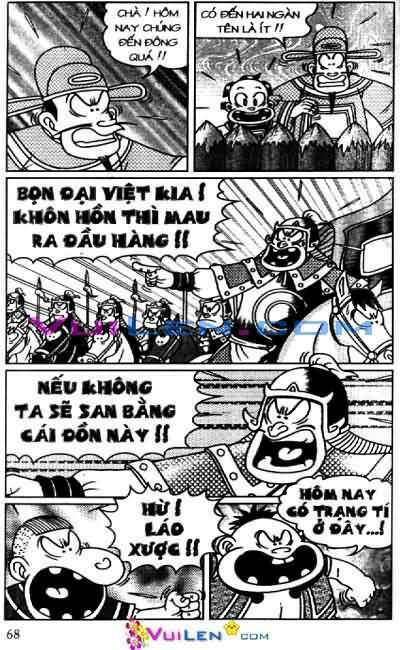 CHÀ! HÔM
NAY CHÚNG
ĐẾN ĐÔNG
QUÁ!!
CÓ ĐẾN HAI NGÀN
TÊN LÀ ÍT!!
BỌN ĐẠI VIỆT KIA!
KHÔN HỒN THÌ MAU
RA ĐẦU HÀNG!!
VUILEN.COM
NẾU KHÔNG
TA SẼ SAN BẰNG
CÁI ĐỒN NÀY!!
HỪ!
LÁO
XƯỢC!!
HÔM NAY
CÓ TRẠNG TÍ
Ở ĐÂY...!
68
VUILEN.COM